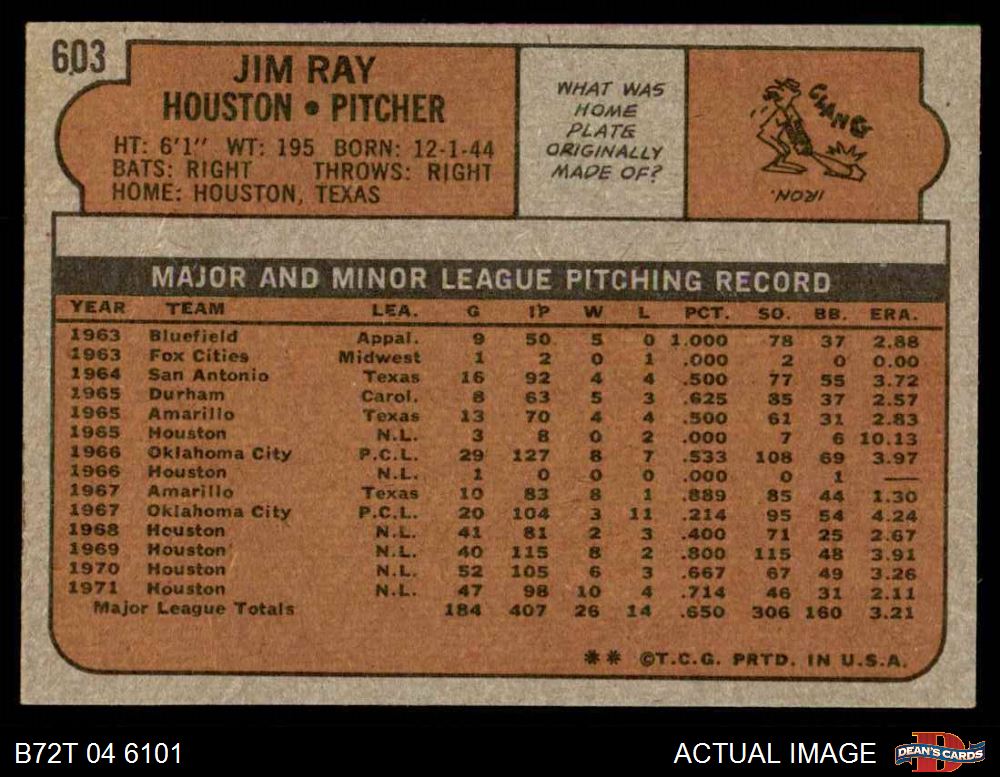 603
JIM RAY
HOUSTON • PITCHER
HT: 6'1" WT: 195 BORN: 12-1-44
BATS: RIGHT THROWS: RIGHT
HOME: HOUSTON, TEXAS
WHAT WAS
HOME
PLATE
ORIGINALLY
MADE OF?
CLANG
IRON.
MAJOR AND MINOR LEAGUE PITCHING RECORD
YEAR TEAM LEA. G IP W L PCT. SO. BB. ERA.
1963 Bluefield Appal. 9 50 5 0 1.000 78 37 2.88
1963 Fox Cities Midwest 1 2 0 1 .000 2 0 0.00
1964 San Antonio Texas 16 92 4 4 .500 77 55 3.72
1965 Durham Carol. 8 63 5 3 .625 85 37 2.57
1965 Amarillo Texas 13 70 4 4 .500 61 31 2.83
1965 Houston N.L. 3 8 0 2 .000 7 6 10.13
1966 Oklahoma City P.C.L. 29 127 8 7 .533 108 69 3.97
1966 Houston N.L. 1 0 0 0 .000 0 1 —
1967 Amarillo Texas 10 83 8 1 .889 85 44 1.30
1967 Oklahoma City P.C.L. 20 104 3 11 .214 95 54 4.24
1968 Houston N.L. 41 81 2 3 .400 71 25 2.67
1969 Houston N.L. 40 115 8 2 .800 115 48 3.91
1970 Houston N.L. 52 105 6 3 .667 67 49 3.26
1971 Houston N.L. 47 98 10 4 .714 46 31 2.11
Major League Totals 184 407 26 14 .650 306 160 3.21
** ©T.C.G. PRTD. IN U.S.A.
B72T 04 6101
ACTUAL IMAGE
DEAN'S CARDS